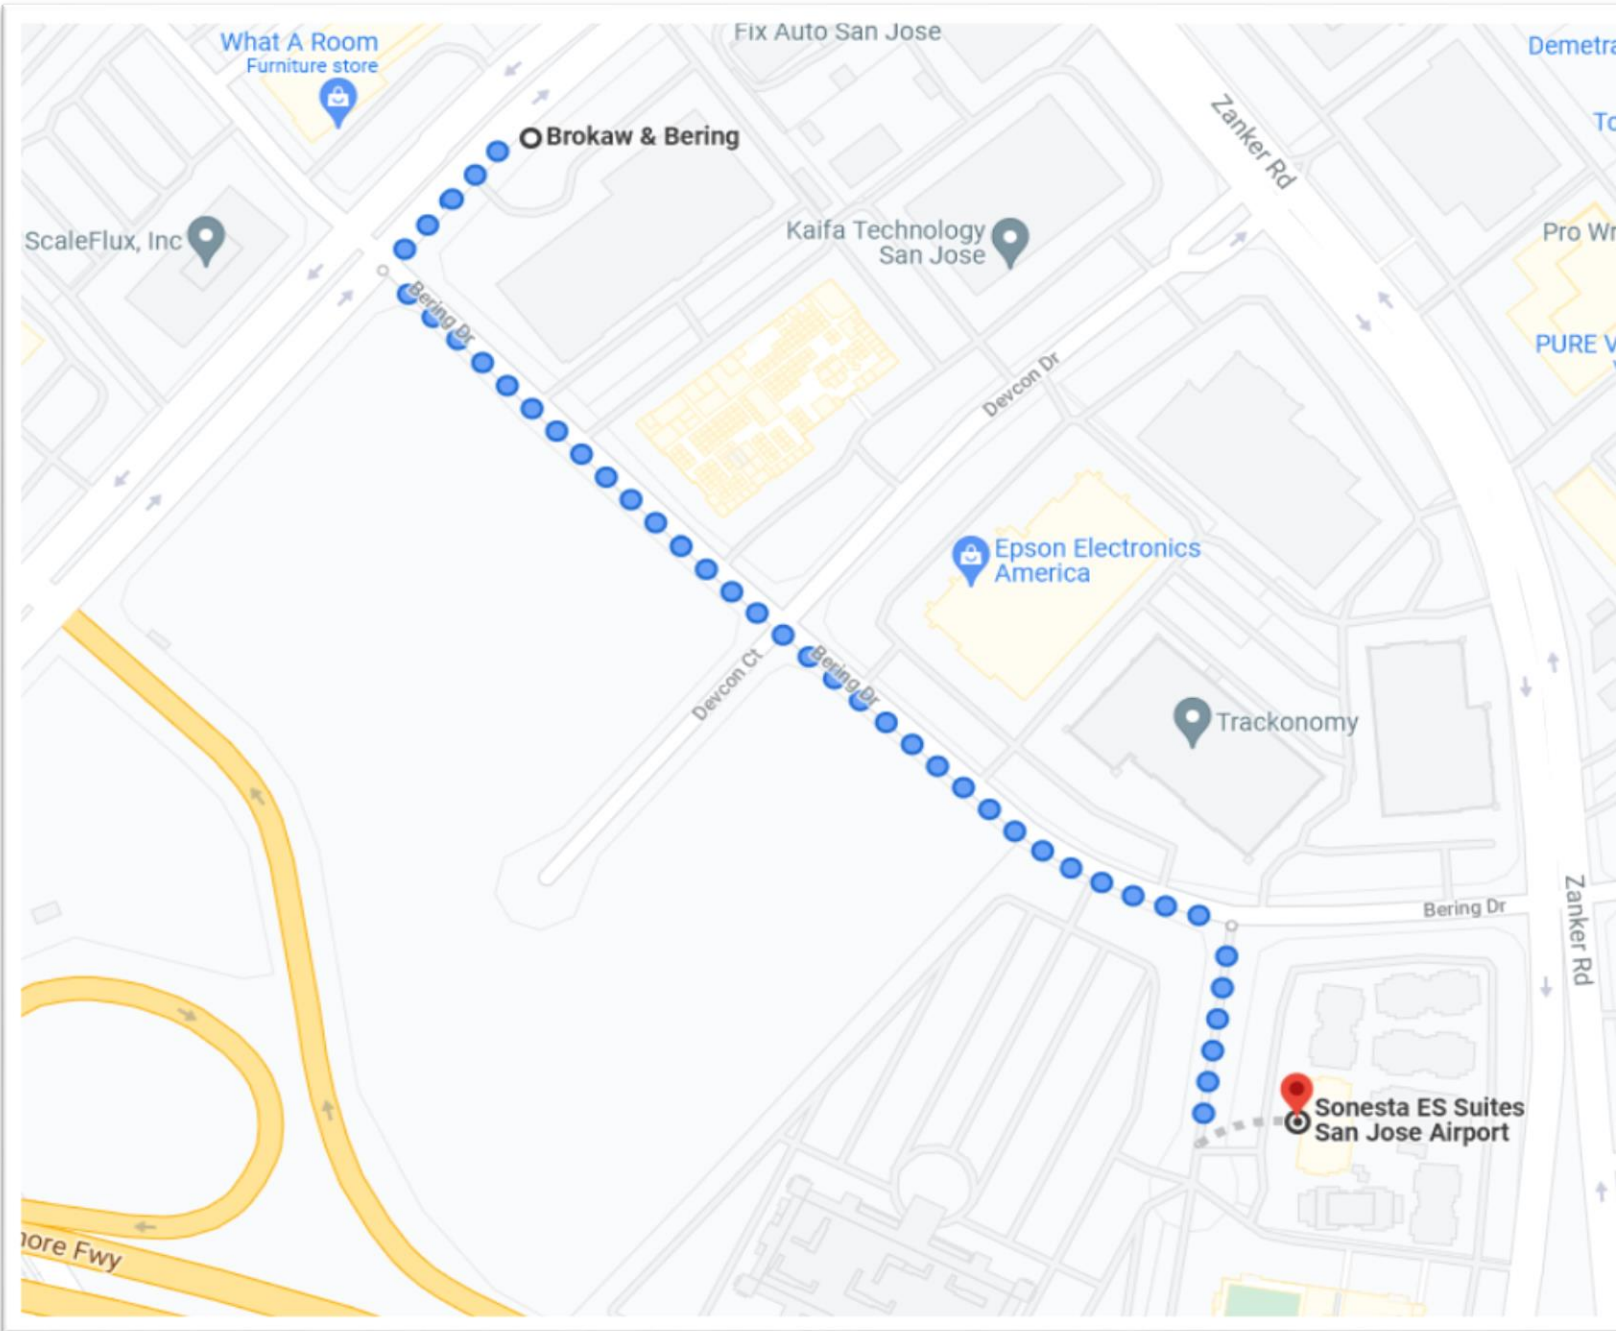 Fix Auto San Jose
What A Room
Furniture store
Demetra
Zanker Rd
Brokaw & Bering
ScaleFlux, Inc
Kaifa Technology
San Jose
Pro Wr
Bering Dr
PURE V
Devcon Dr
Epson Electronics
America
Devcon Ct
Bering Dr
Trackonomy
Bering Dr
Zanker Rd
Sonesta ES Suites
San Jose Airport
nore Fwy